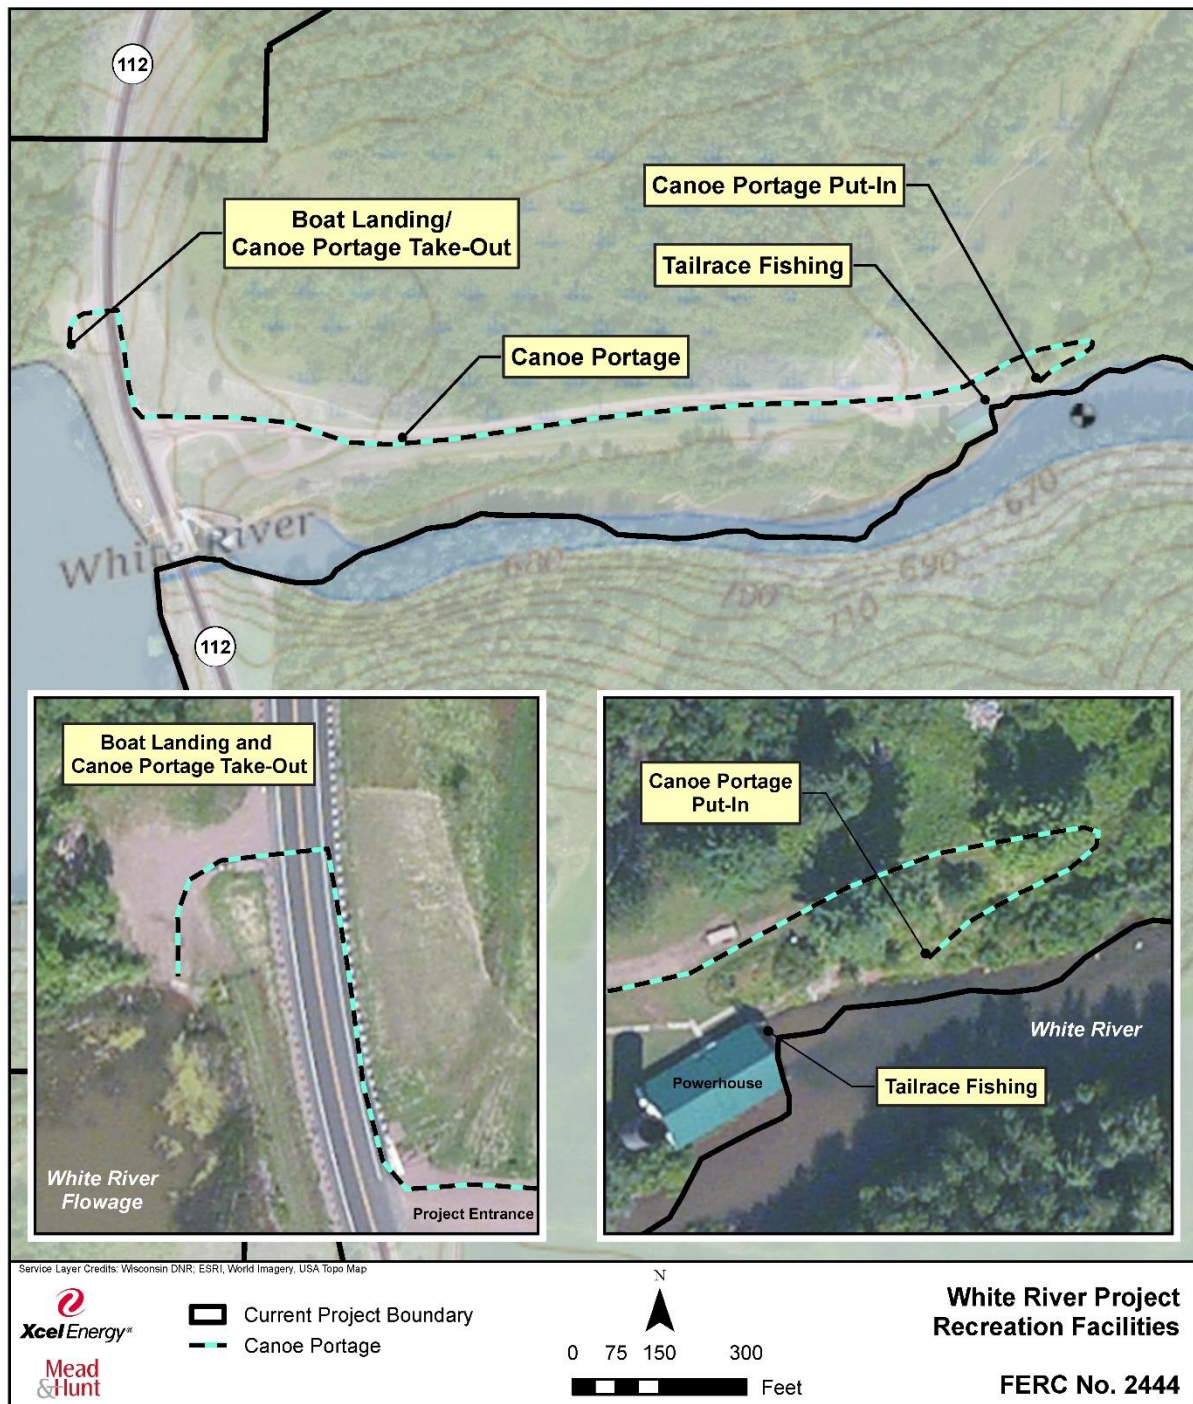 112
Canoe Portage Put-In
Boat Landing/
Canoe Portage Take-Out
Tailrace Fishing
Canoe Portage
White River
670
680
690
700
710
112
Boat Landing and
Canoe Portage Take-Out
White River
Flowage
Project Entrance
Canoe Portage
Put-In
White River
Powerhouse
Tailrace Fishing
Service Layer Credits: Wisconsin DNR; ESRI, World Imagery, USA Topo Map
Xcel Energy®
Mead
&Hunt
Current Project Boundary
Canoe Portage
N
0 75 150 300
Feet
White River Project
Recreation Facilities
FERC No. 2444